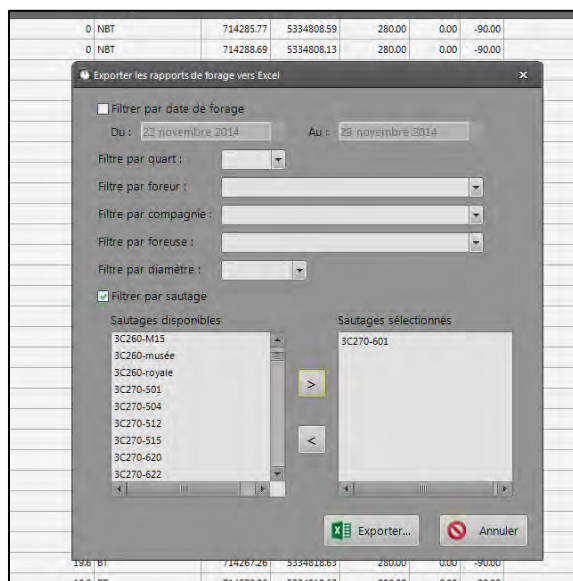 0 NBT 714285.77 5334808.59 280.00 0.00 -90.00
0 NBT 714288.69 5334808.13 280.00 0.00 -90.00
Exporter les rapports de forage vers Excel
Filtrer par date de forage
Du : 22 novembre 2014 Au : 29 novembre 2014
Filtre par quart :
Filtre par foreur :
Filtre par compagnie :
Filtre par foreuse :
Filtre par diamètre :
Filtrer par sautage
Sautages disponibles Sautages sélectionnés
3C260-M15 3C270-601
3C260-musée
3C260-royale
3C270-501
3C270-504
3C270-512
3C270-515
3C270-620
3C270-622
>
<
Exporter... Annuler
19.6 BT 714267.26 5334818.63 280.00 0.00 -90.00